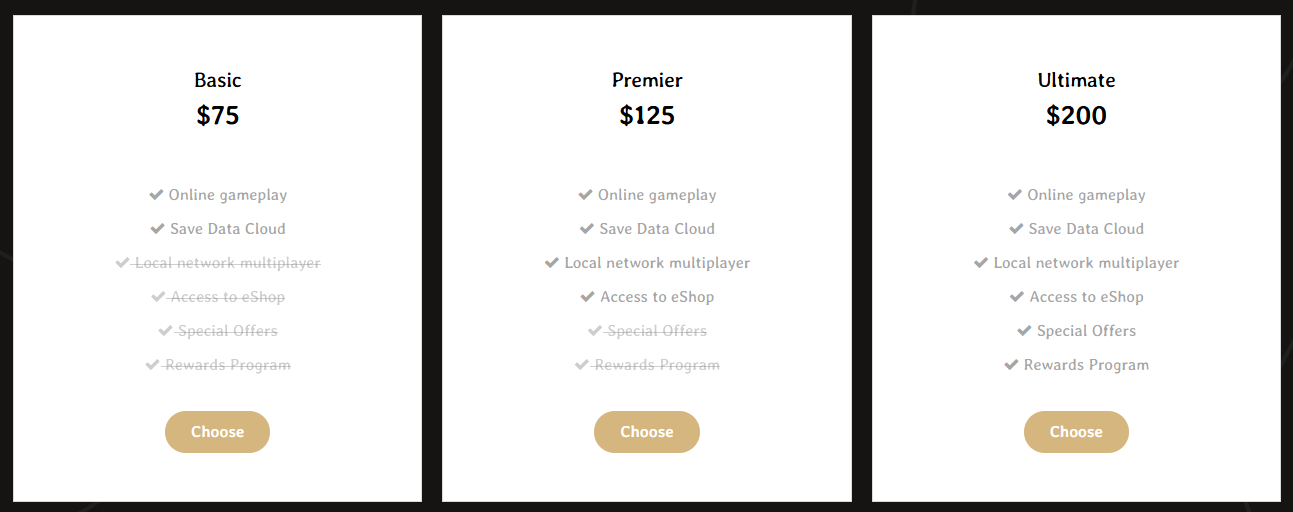 Basic
$75
Online gameplay
Save Data Cloud
Local network multiplayer
Access to eShop
Special Offers
Rewards Program
Choose
Premier
$125
Online gameplay
Save Data Cloud
Local network multiplayer
Access to eShop
Special Offers
Rewards Program
Choose
Ultimate
$200
Online gameplay
Save Data Cloud
Local network multiplayer
Access to eShop
Special Offers
Rewards Program
Choose